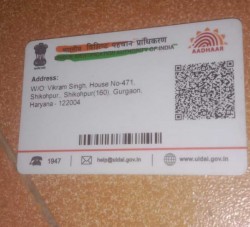 भारतीय विशिष्ट पहचान प्राधिकरण
OF INDIA
AADHAAR
Address:
W/O: Vikram Singh, House No-471,
Shikohpur, Shikohpur(160), Gurgaon,
Haryana - 122004
1947
help@uidai.gov.in
www.uidai.gov.in